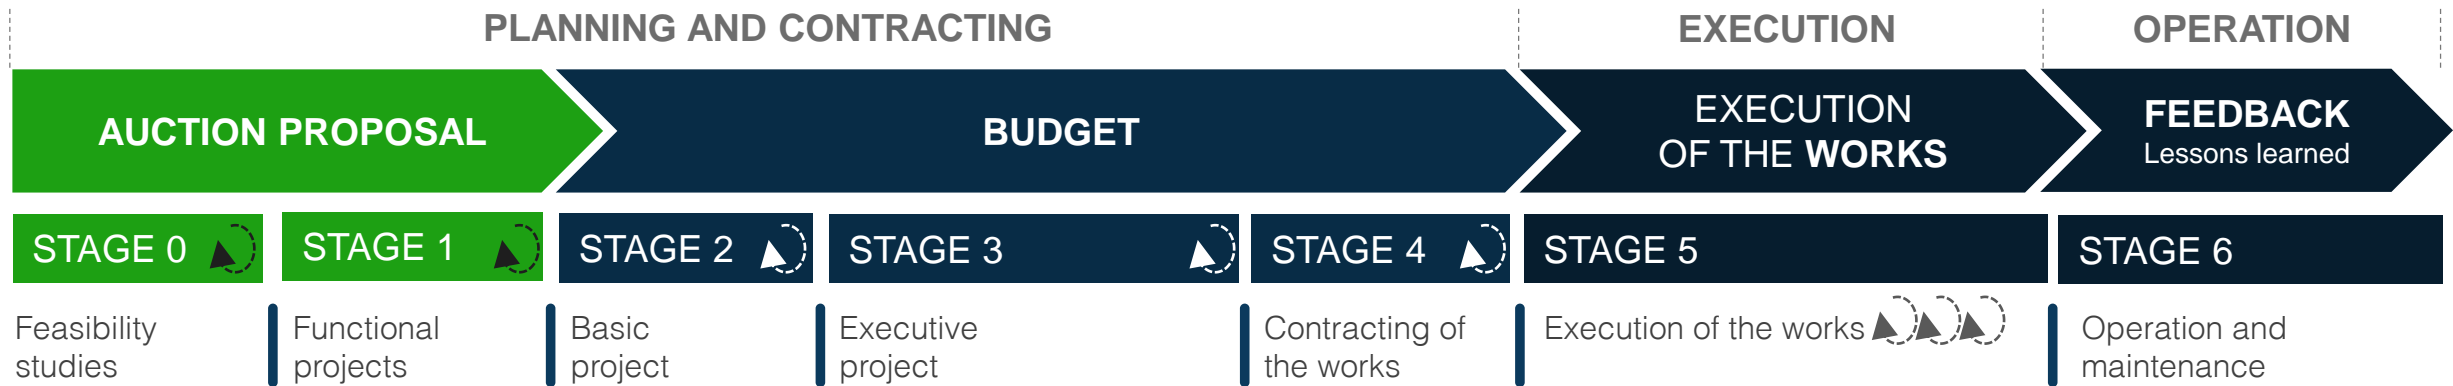 PLANNING AND CONTRACTING
EXECUTION
OPERATION
AUCTION PROPOSAL
BUDGET
EXECUTION
OF THE WORKS
FEEDBACK
Lessons learned
STAGE 0
STAGE 1
STAGE 2
STAGE 3
STAGE 4
STAGE 5
STAGE 6
Feasibility
studies
Functional
projects
Basic
project
Executive
project
Contracting of
the works
Execution of the works
Operation and
maintenance